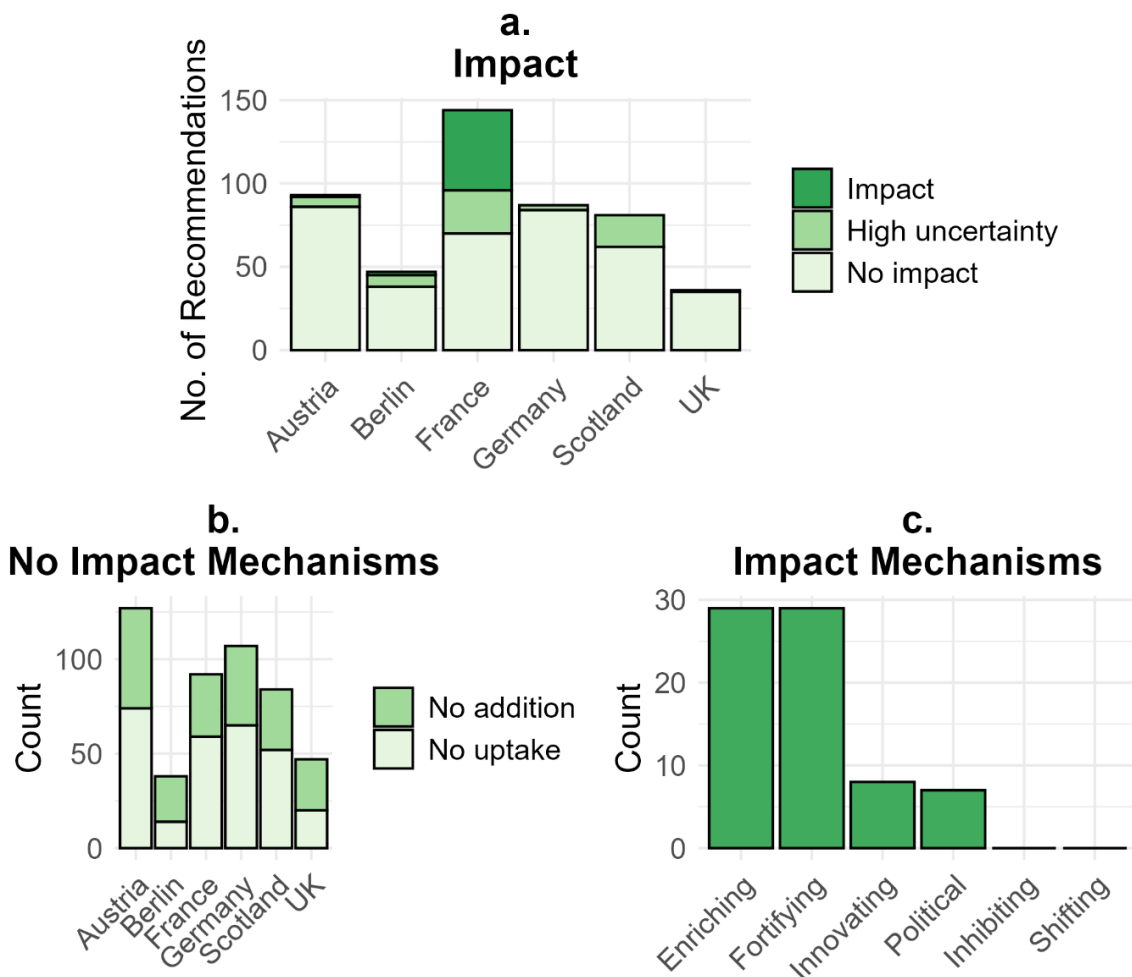 a.
Impact
No. of Recommendations
150
100
50
0
Austria
Berlin
France
Germany
Scotland
UK
Impact
High uncertainty
No impact
b.
No Impact Mechanisms
Count
100
50
0
Austria
Berlin
France
Germany
Scotland
UK
No addition
No uptake
c.
Impact Mechanisms
Count
30
20
10
0
Enriching
Fortifying
Innovating
Political
Inhibiting
Shifting